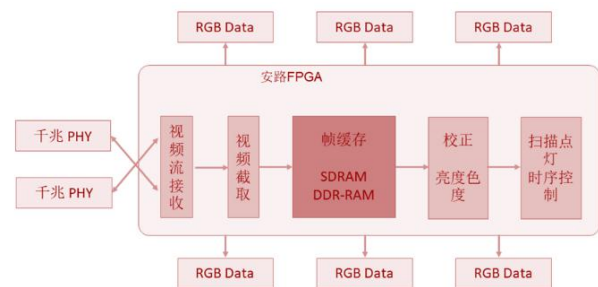 RGB Data
RGB Data
RGB Data
安路FPGA
千兆 PHY
千兆 PHY
视
频
流
接
收
视
频
截
取
帧缓存
SDRAM
DDR-RAM
校正
亮度色
度
扫描点
灯
时序控
制
RGB Data
RGB Data
RGB Data